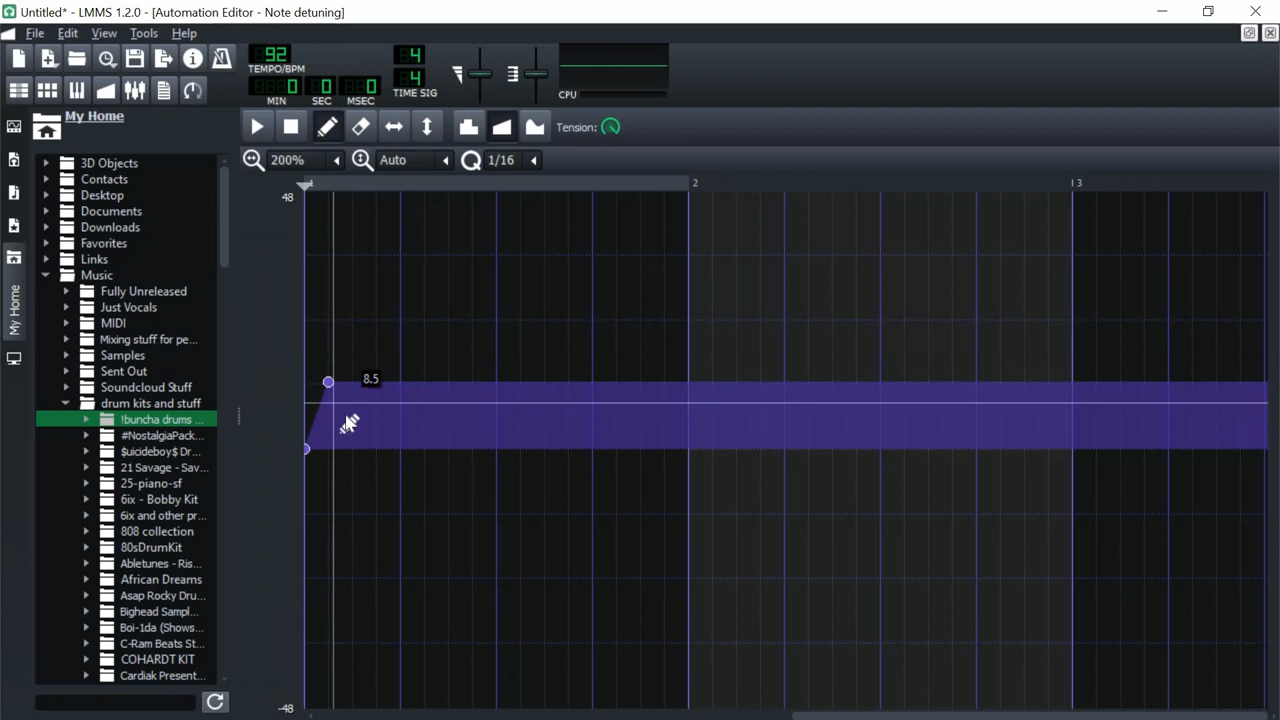 Untitled* - LMMS 1.2.0 - [Automation Editor - Note detuning]
File Edit View Tools Help
92
TEMPO/BPM
4
4
TIME SIG
0 0 0
MIN SEC MSEC
CPU
My Home
Tension:
200% Auto 1/16
My Home
3D Objects
Contacts
Desktop
Documents
Downloads
Favorites
Links
Music
Fully Unreleased
Just Vocals
MIDI
Mixing stuff for pe...
Samples
Sent Out
Soundcloud Stuff
drum kits and stuff
!buncha drums ...
#NostalgiaPack...
$uicideboy$ Dr...
21 Savage - Sav...
25-piano-sf
6ix - Bobby Kit
6ix and other pr...
808 collection
80sDrumKit
Abletunes - Ris...
African Dreams
Asap Rocky Dru...
Bighead Sampl...
Boi-1da (Shows...
C-Ram Beats St...
COHARDT KIT
Cardiak Present...
1 2 3
48
8.5
-48